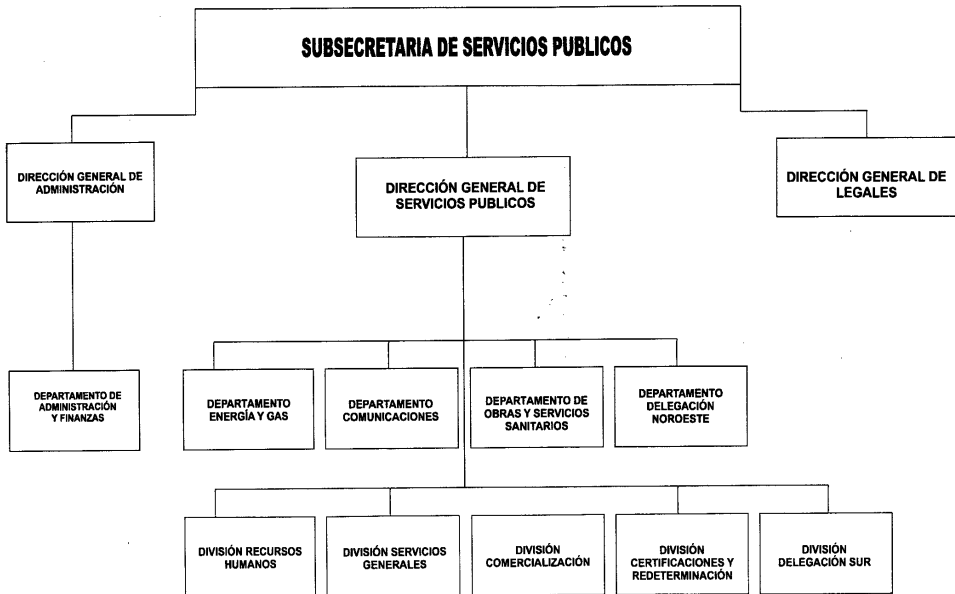 SUBSECRETARIA DE SERVICIOS PUBLICOS
DIRECCIÓN GENERAL DE
ADMINISTRACIÓN
DIRECCIÓN GENERAL DE
SERVICIOS PUBLICOS
DIRECCIÓN GENERAL DE
LEGALES
DEPARTAMENTO DE
ADMINISTRACIÓN
Y FINANZAS
DEPARTAMENTO
ENERGÍA Y GAS
DEPARTAMENTO
COMUNICACIONES
DEPARTAMENTO DE
OBRAS Y SERVICIOS
SANITARIOS
DEPARTAMENTO
DELEGACIÓN
NOROESTE
DIVISIÓN RECURSOS
HUMANOS
DIVISIÓN SERVICIOS
GENERALES
DIVISIÓN
COMERCIALIZACIÓN
DIVISIÓN
CERTIFICACIONES Y
REDETERMINACIÓN
DIVISIÓN
DELEGACIÓN SUR